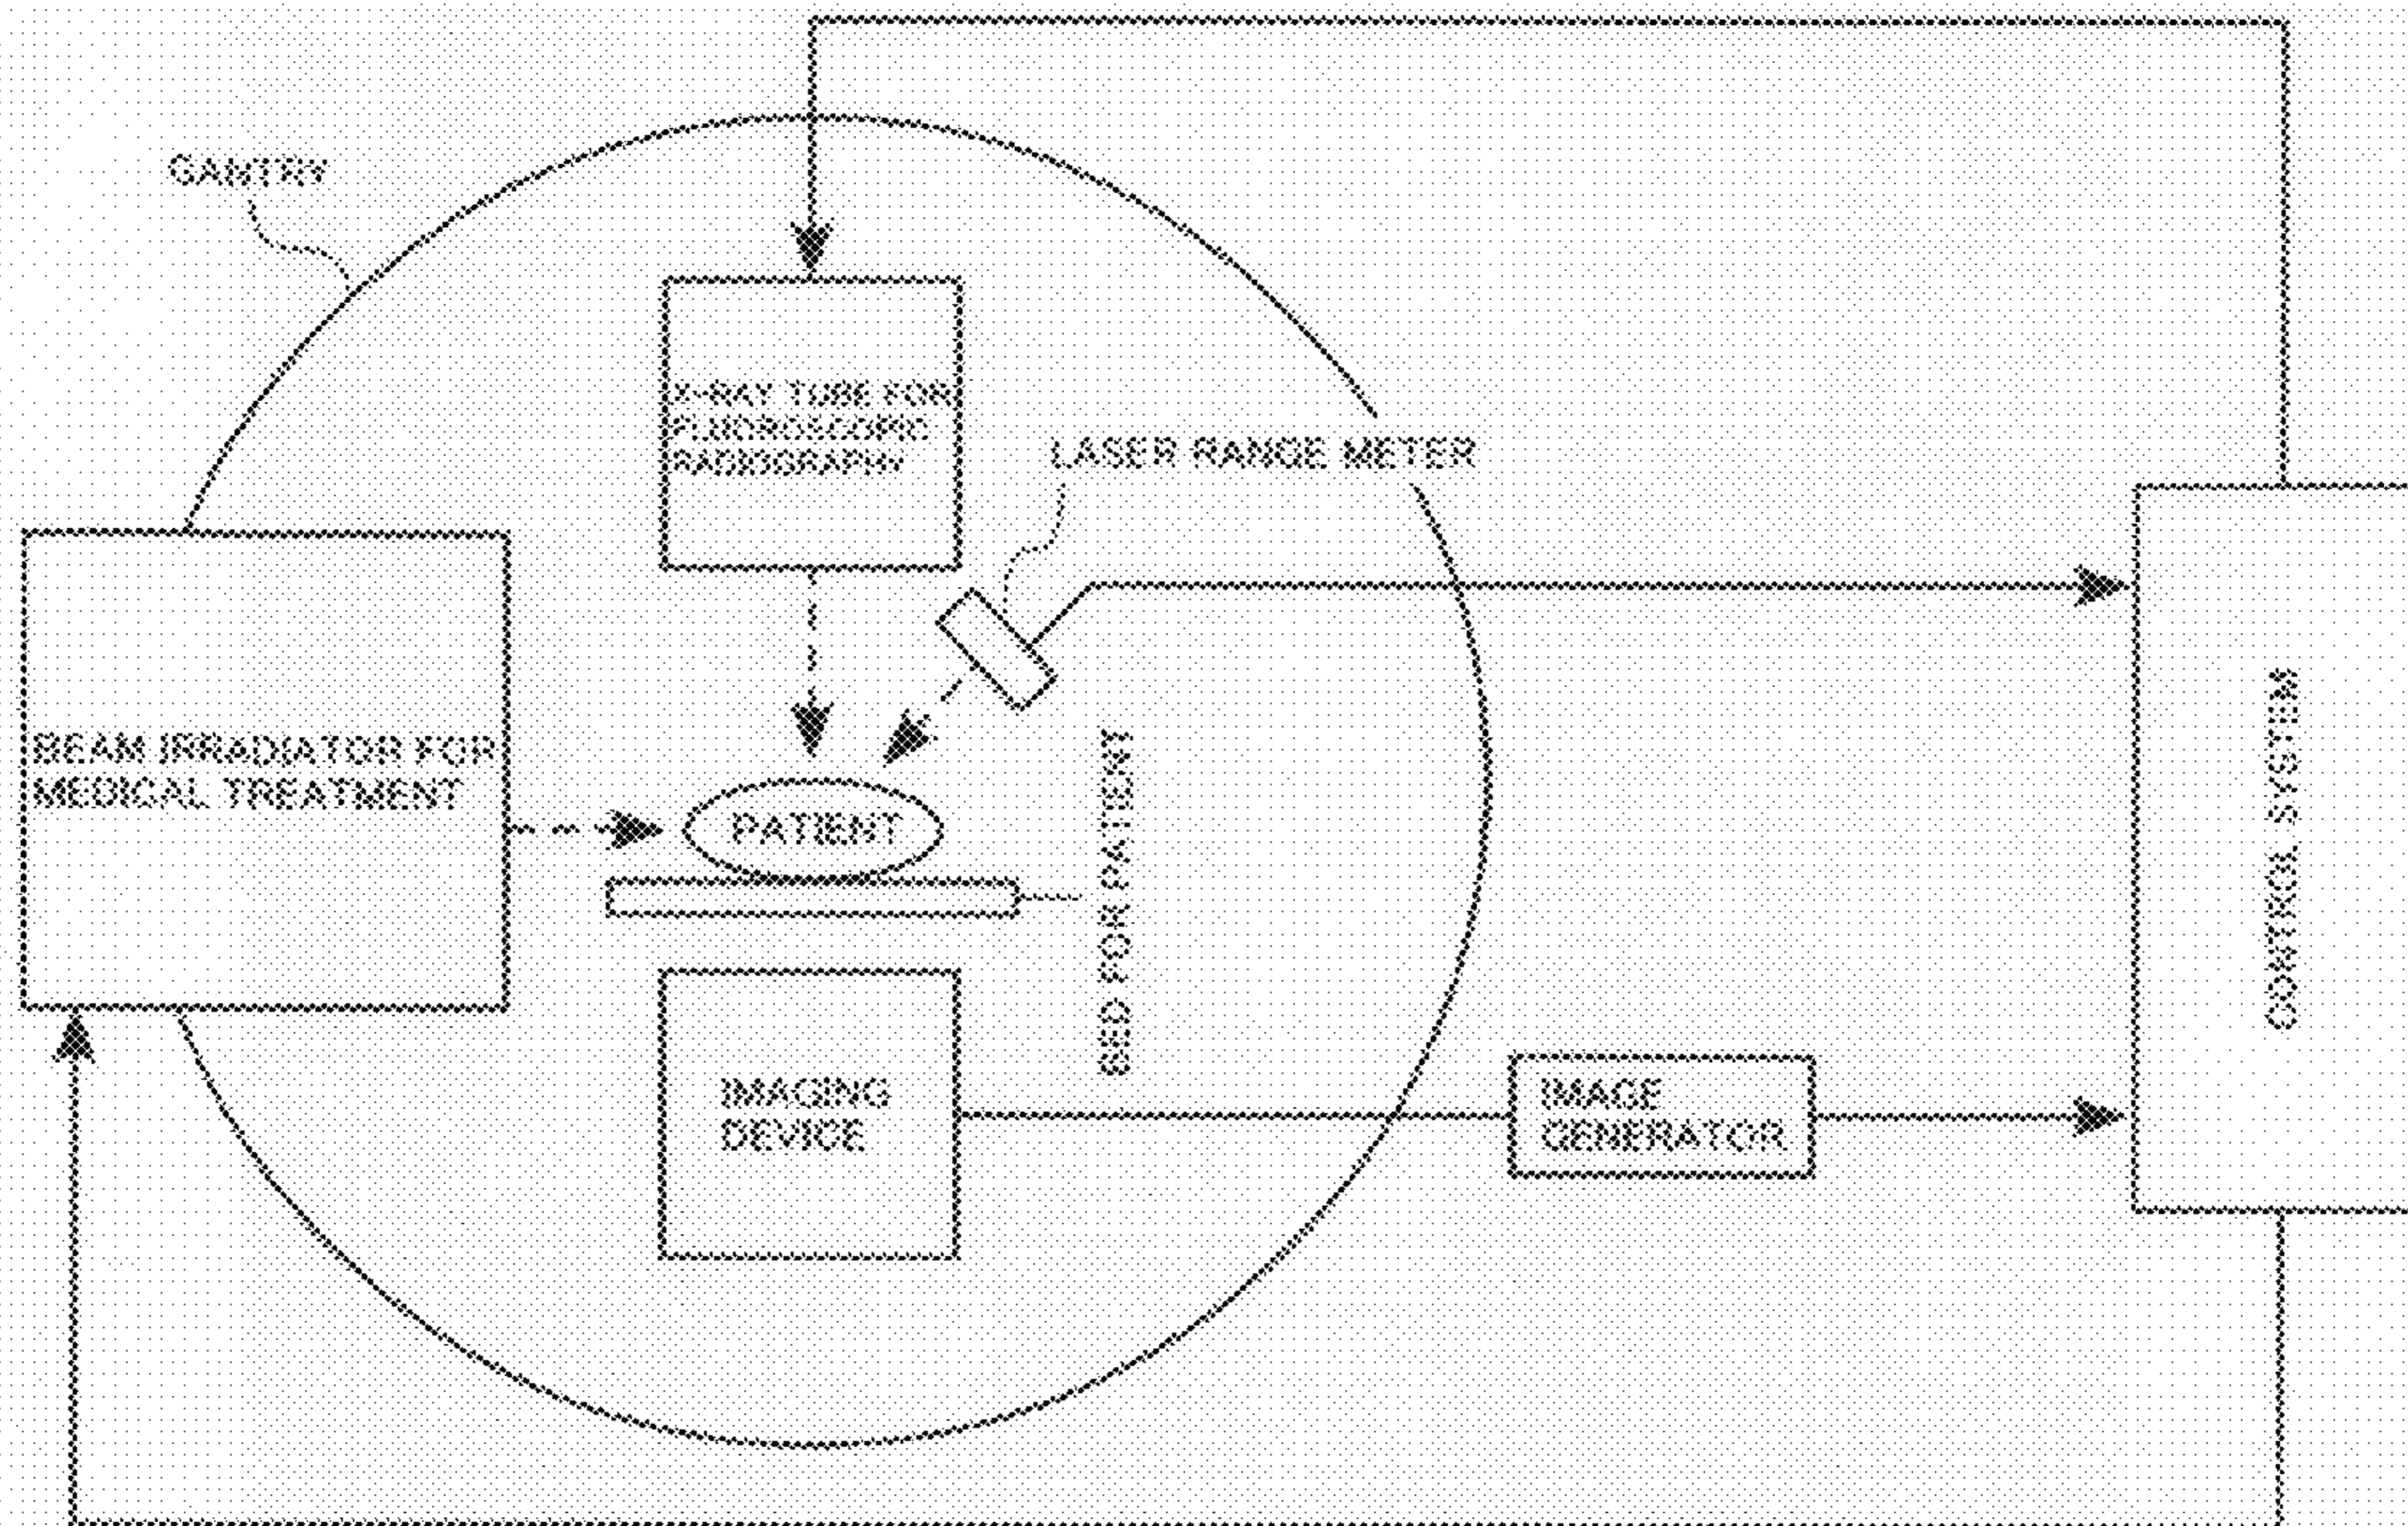 GANTRY
X-RAY TUBE FOR
FLUOROSCOPIC
RADIOGRAPHY
LASER RANGE METER
BEAM IRRADIATOR FOR
MEDICAL TREATMENT
PATIENT
BED FOR PATIENT
CONTROL SYSTEM
IMAGING
DEVICE
IMAGE
GENERATOR